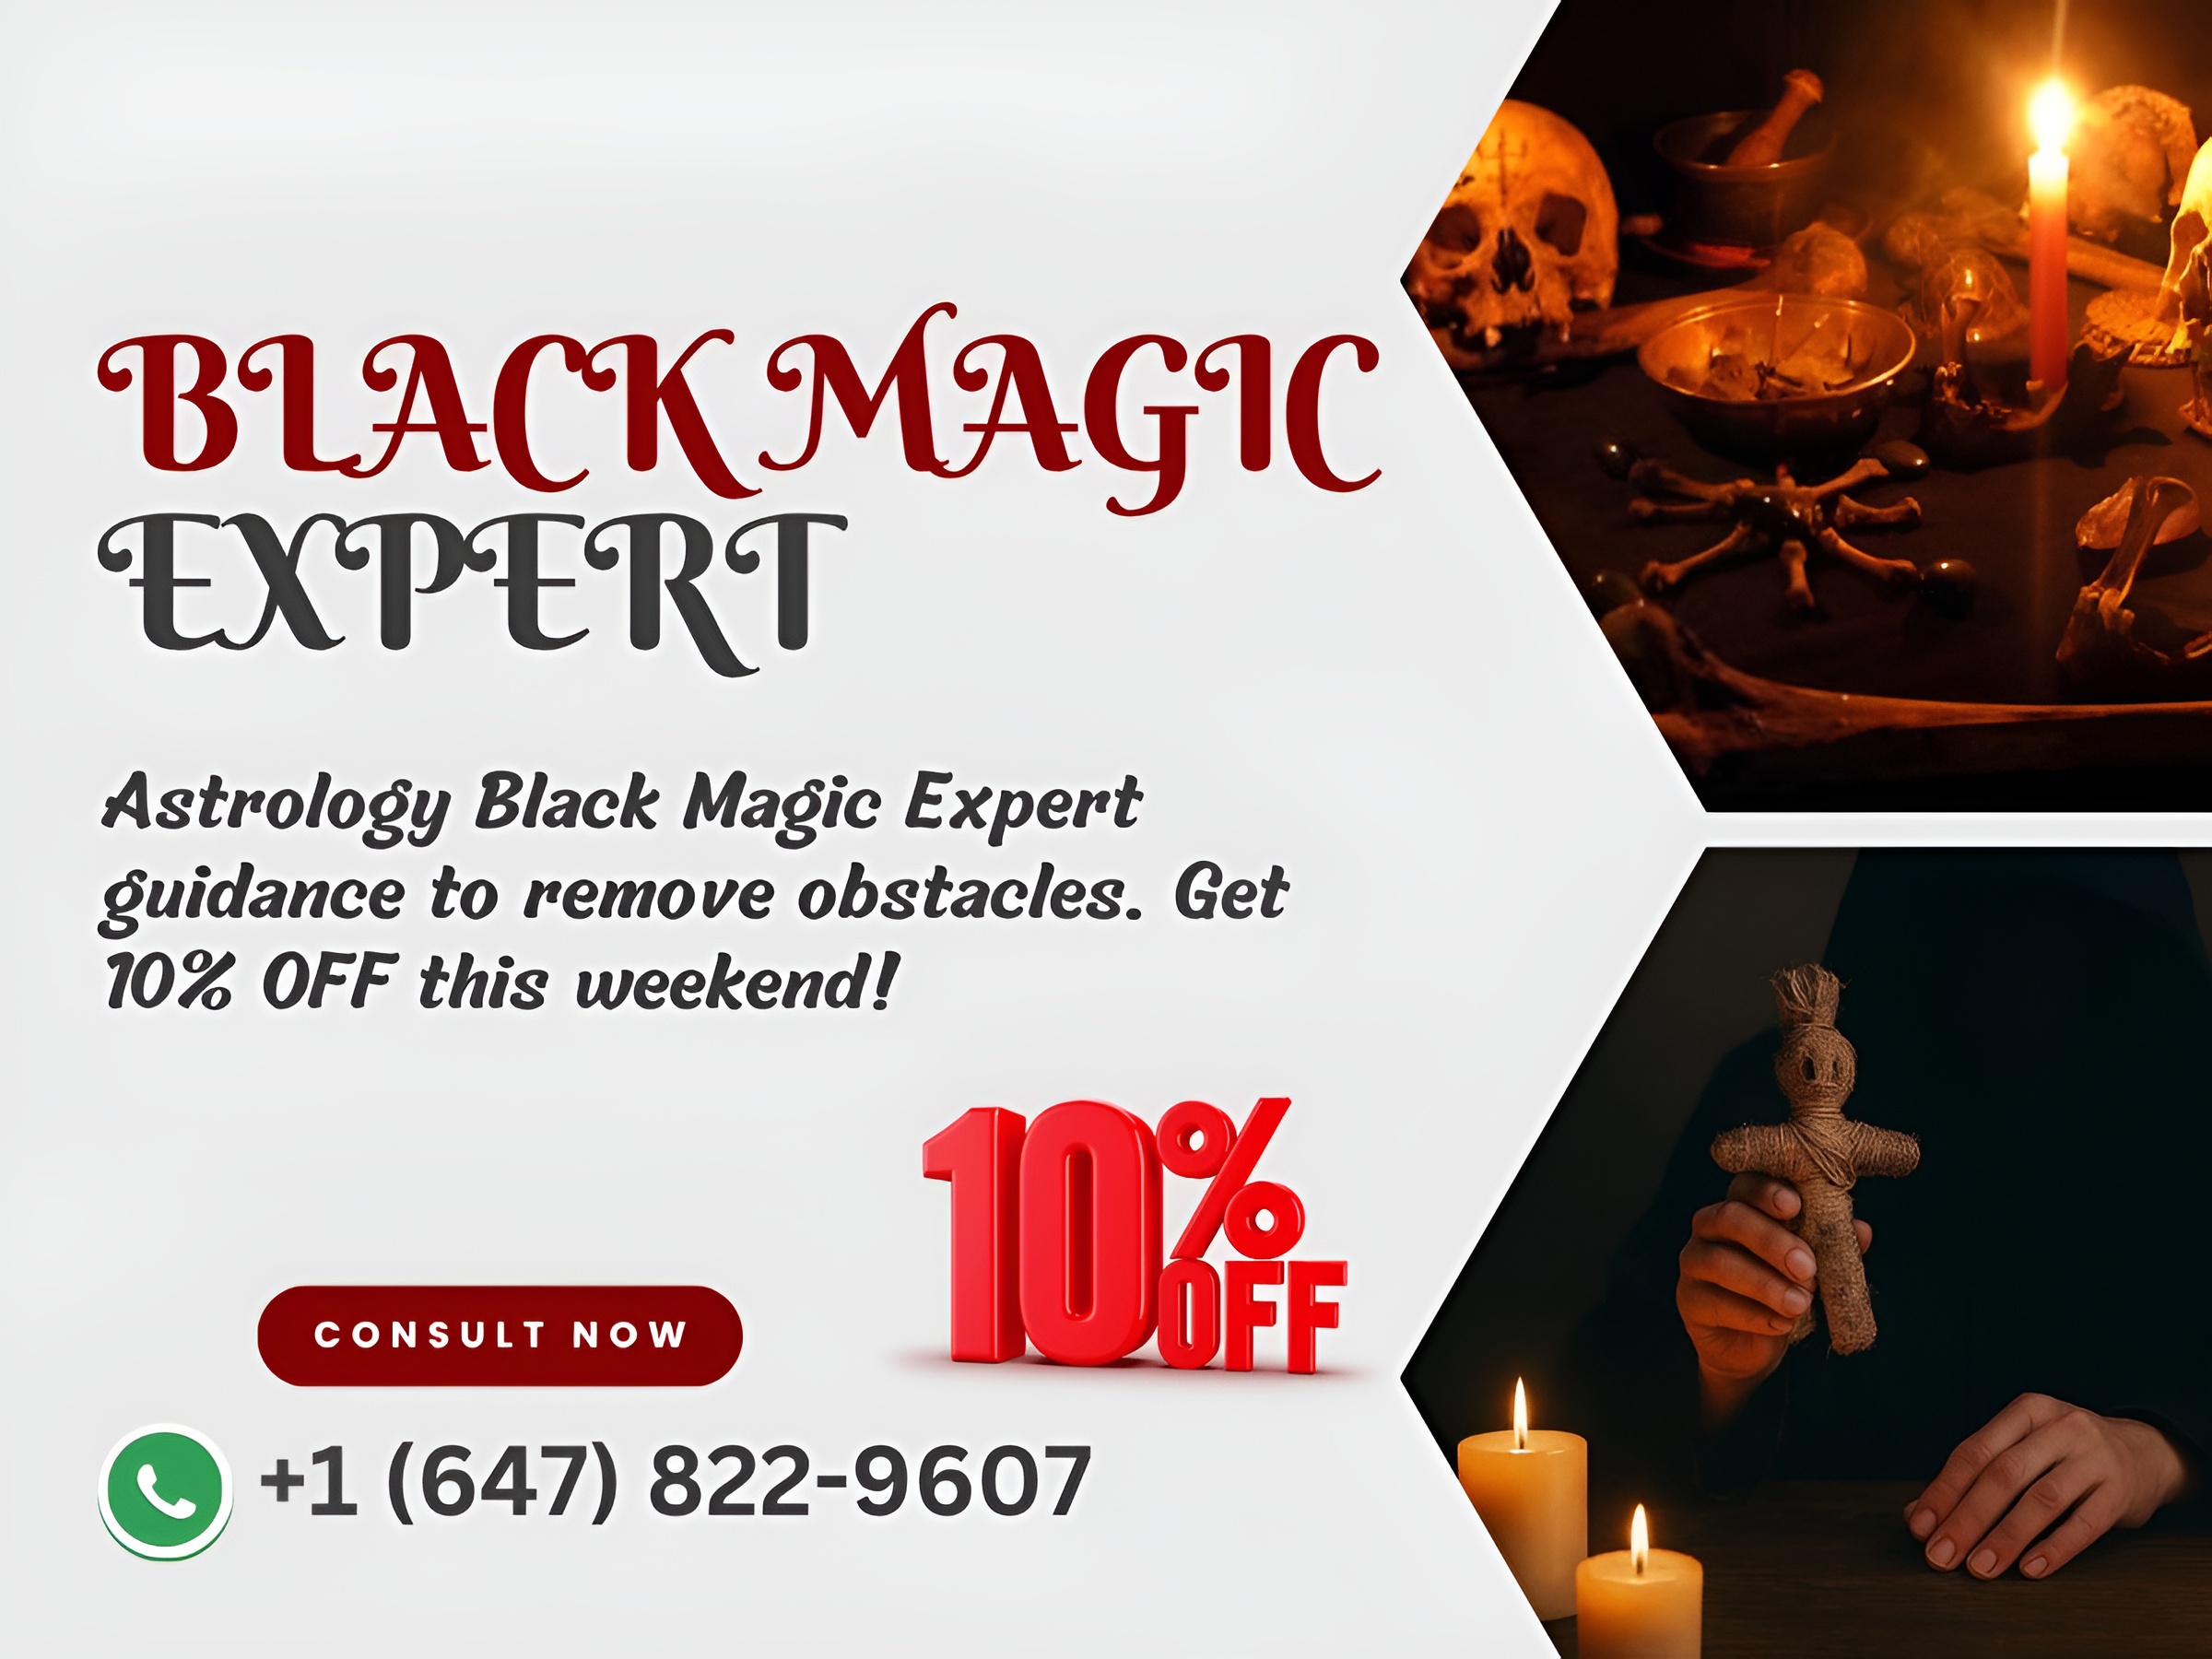 BLACK MAGIC
EXPERT
Astrology Black Magic Expert
guidance to remove obstacles. Get
10% OFF this weekend!
10%
OFF
CONSULT NOW
+1 (647) 822-9607